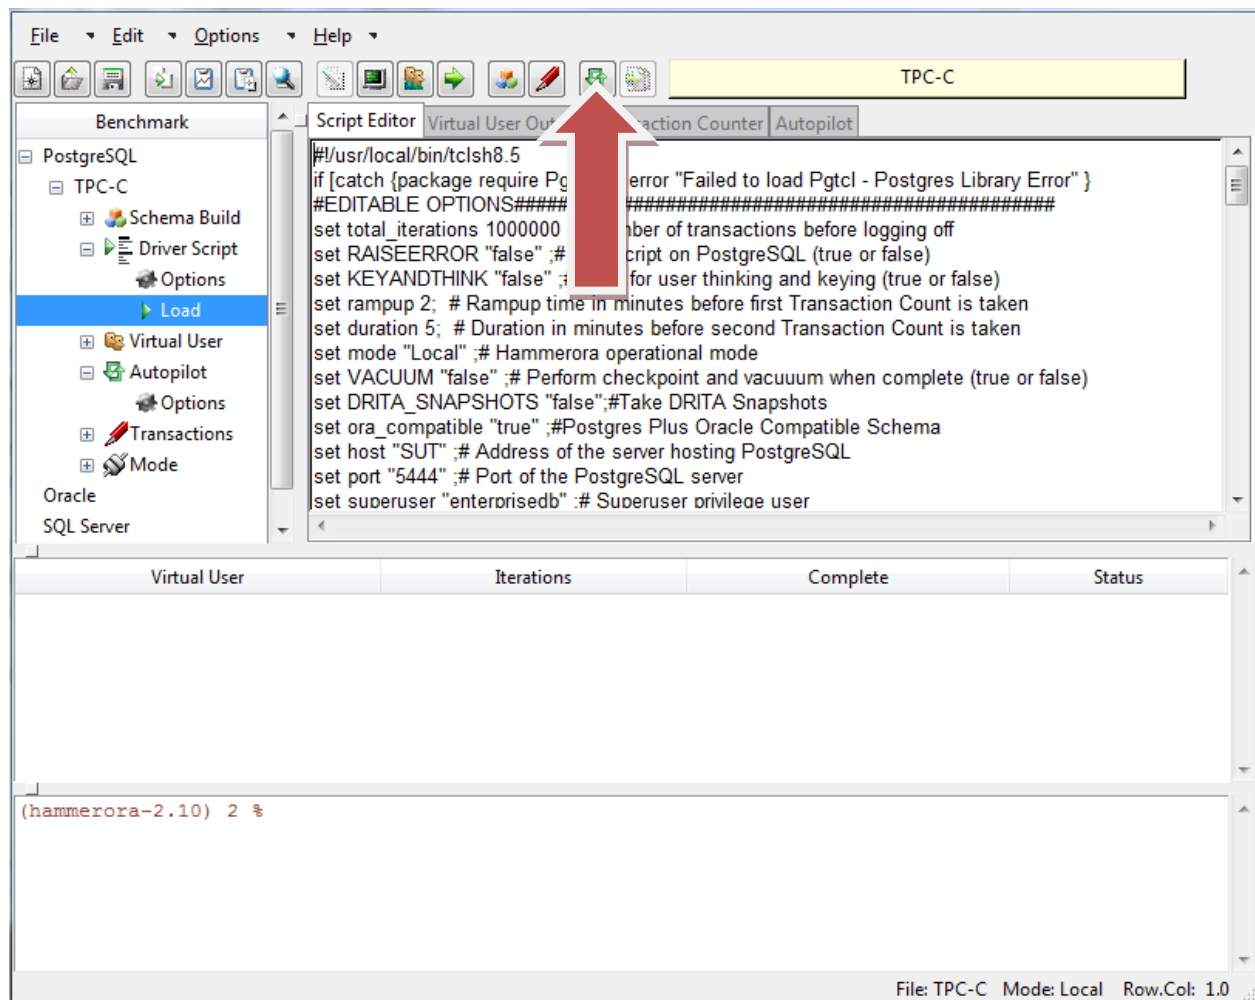 File Edit Options Help
TPC-C
Benchmark
PostgreSQL
TPC-C
Schema Build
Driver Script
Options
Load
Virtual User
Autopilot
Options
Transactions
Mode
Oracle
SQL Server
Script Editor Virtual User Out action Counter Autopilot
#!/usr/local/bin/tclsh8.5
if [catch {package require Pg error "Failed to load Pgtcl - Postgres Library Error" }
#EDITABLE OPTIONS##################################################
set total_iterations 1000000 mber of transactions before logging off
set RAISEERROR "false" ;# cript on PostgreSQL (true or false)
set KEYANDTHINK "false" ;# for user thinking and keying (true or false)
set rampup 2; # Rampup time in minutes before first Transaction Count is taken
set duration 5; # Duration in minutes before second Transaction Count is taken
set mode "Local" ;# Hammerora operational mode
set VACUUM "false" ;# Perform checkpoint and vacuuum when complete (true or false)
set DRITA_SNAPSHOTS "false";#Take DRITA Snapshots
set ora_compatible "true" ;#Postgres Plus Oracle Compatible Schema
set host "SUT" ;# Address of the server hosting PostgreSQL
set port "5444" ;# Port of the PostgreSQL server
set superuser "enterprisedb" ;# Superuser privilege user
Virtual User Iterations Complete Status
(hammerora-2.10) 2 %
File: TPC-C Mode: Local Row.Col: 1.0